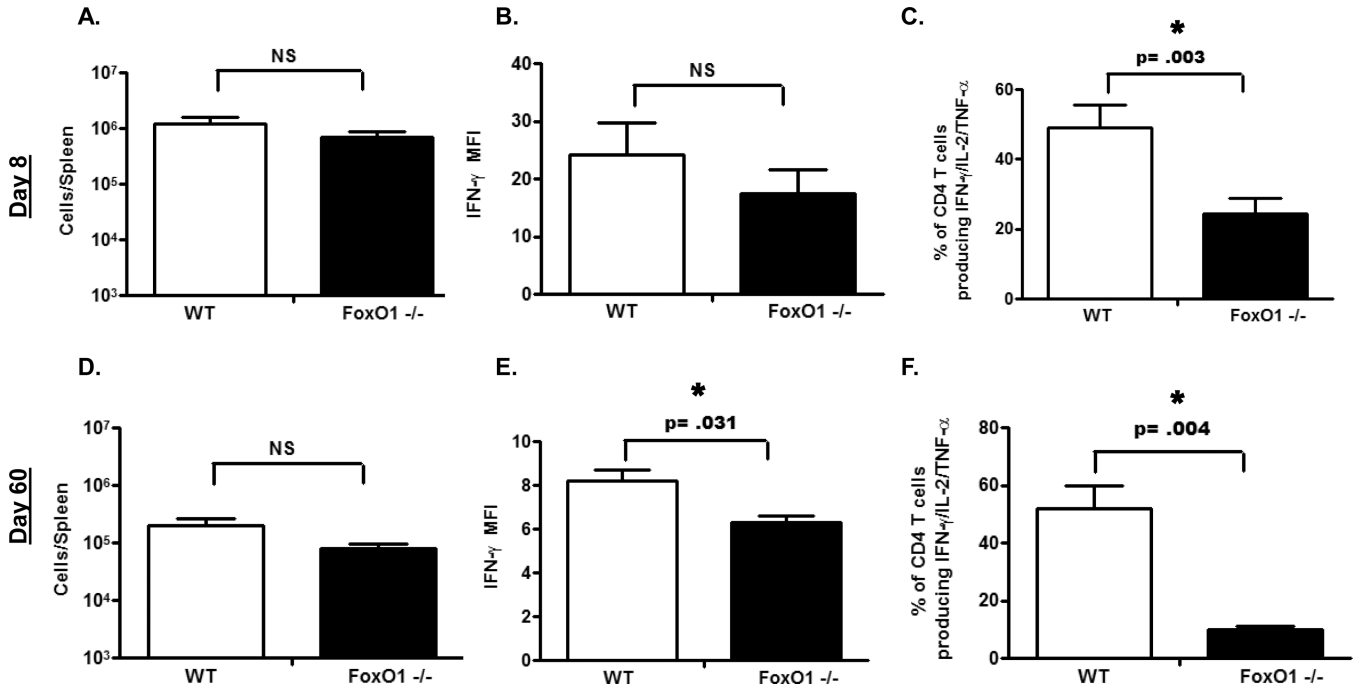 A.
B.
C.
Day 8
NS
10⁷
10⁶
10⁵
10⁴
10³
Cells/Spleen
WT
FoxO1 -/-
NS
40
30
20
10
0
IFN-γ MFI
WT
FoxO1 -/-
*
p= .003
60
40
20
0
% of CD4 T cells
producing IFN-γ/IL-2/TNF-α
WT
FoxO1 -/-
D.
E.
F.
Day 60
NS
10⁷
10⁶
10⁵
10⁴
10³
Cells/Spleen
WT
FoxO1 -/-
*
p= .031
10
8
6
4
2
0
IFN-γ MFI
WT
FoxO1 -/-
*
p= .004
80
60
40
20
0
% of CD4 T cells
producing IFN-γ/IL-2/TNF-α
WT
FoxO1 -/-